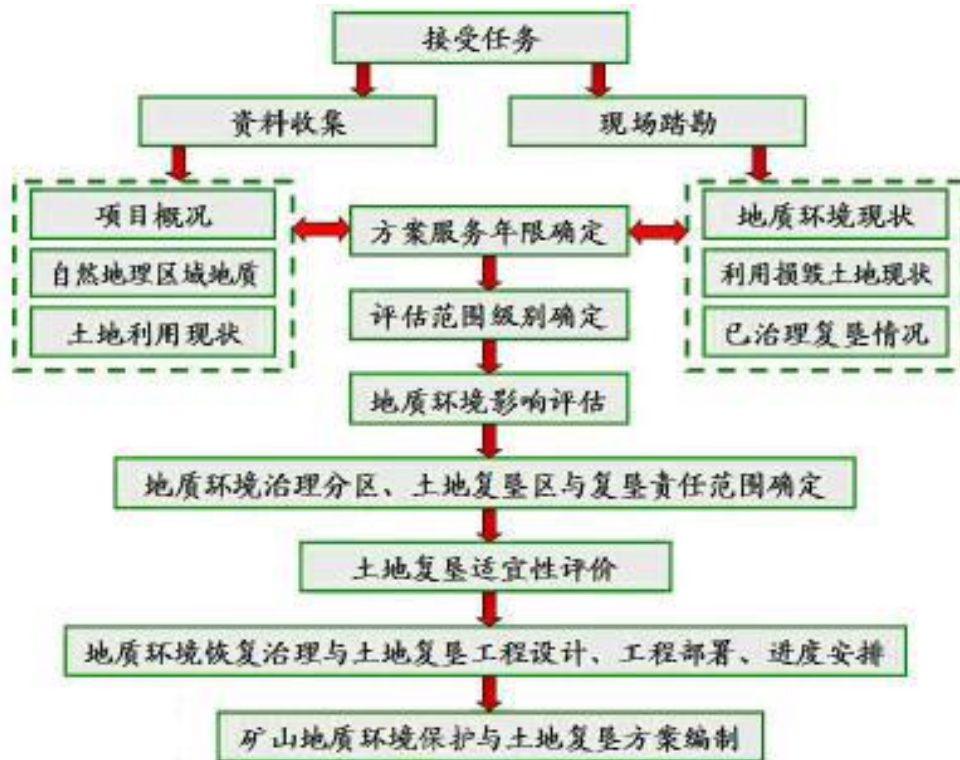 接受任务
资料收集
现场踏勘
项目概况
自然地理区域地质
土地利用现状
方案服务年限确定
地质环境现状
利用损毁土地现状
已治理复垦情况
评估范围级别确定
地质环境影响评估
地质环境治理分区、土地复垦区与复垦责任范围确定
土地复垦适宜性评价
地质环境恢复治理与土地复垦工程设计、工程部署、进度安排
矿山地质环境保护与土地复垦方案编制